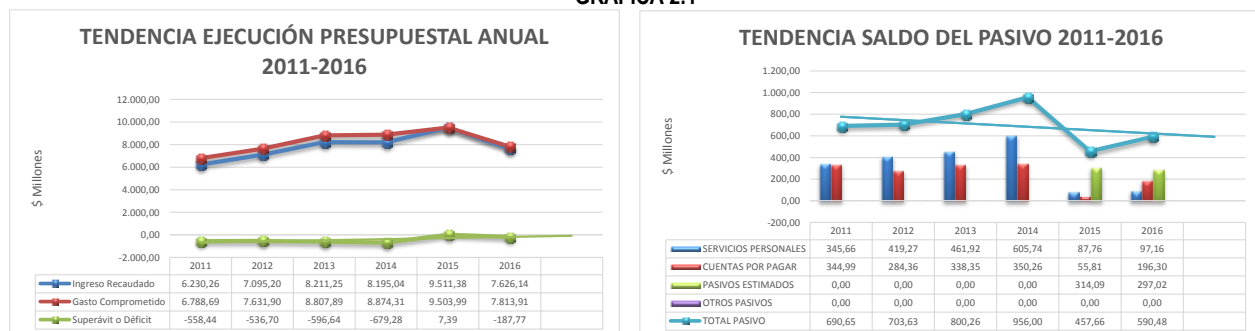 GRÁFICA 2.1
TENDENCIA EJECUCIÓN PRESUPUESTAL ANUAL
2011-2016
$ Millones
12.000,00
10.000,00
8.000,00
6.000,00
4.000,00
2.000,00
0,00
-2.000,00
2011 2012 2013 2014 2015 2016
Ingreso Recaudado 6.230,26 7.095,20 8.211,25 8.195,04 9.511,38 7.626,14
Gasto Comprometido 6.788,69 7.631,90 8.807,89 8.874,31 9.503,99 7.813,91
Superávit o Déficit -558,44 -536,70 -596,64 -679,28 7,39 -187,77
TENDENCIA SALDO DEL PASIVO 2011-2016
$ Millones
1.200,00
1.000,00
800,00
600,00
400,00
200,00
0,00
-200,00
2011 2012 2013 2014 2015 2016
SERVICIOS PERSONALES 345,66 419,27 461,92 605,74 87,76 97,16
CUENTAS POR PAGAR 344,99 284,36 338,35 350,26 55,81 196,30
PASIVOS ESTIMADOS 0,00 0,00 0,00 0,00 314,09 297,02
OTROS PASIVOS 0,00 0,00 0,00 0,00 0,00 0,00
TOTAL PASIVO 690,65 703,63 800,26 956,00 457,66 590,48